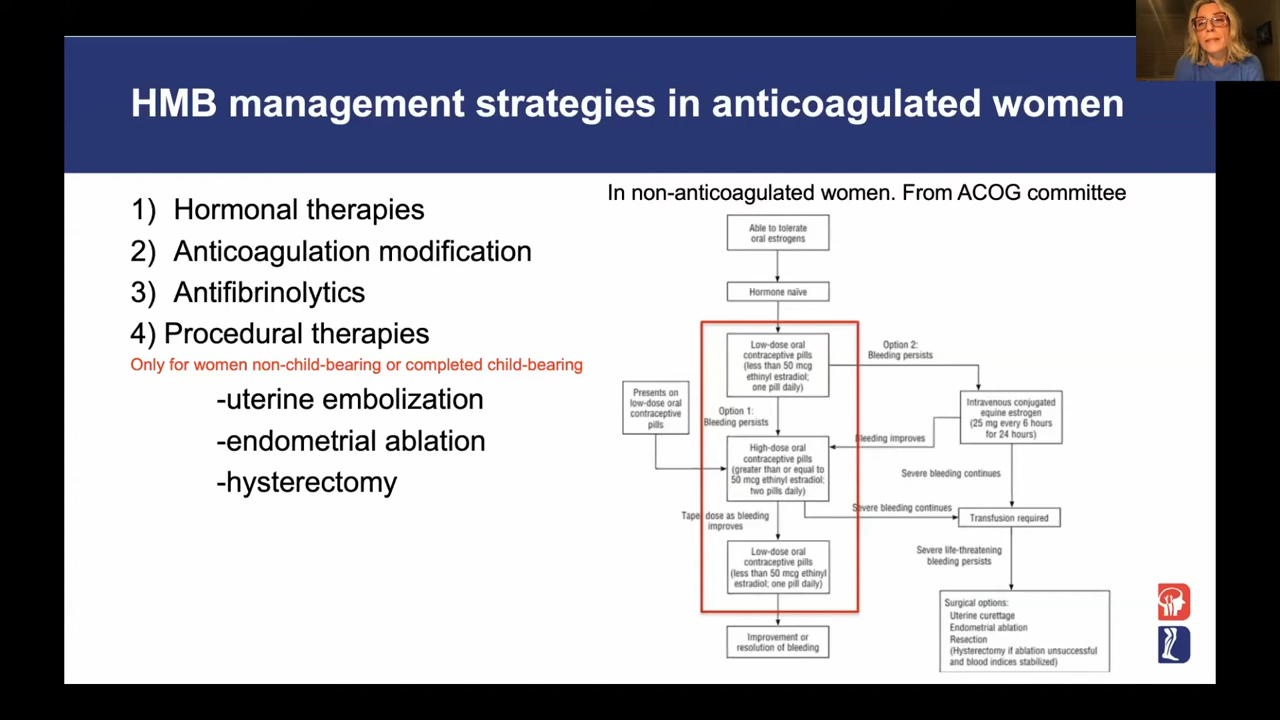 HMB management strategies in anticoagulated women
1) Hormonal therapies
2) Anticoagulation modification
3) Antifibrinolytics
4) Procedural therapies
Only for women non-child-bearing or completed child-bearing
-uterine embolization
-endometrial ablation
-hysterectomy
In non-anticoagulated women. From ACOG committee
Able to tolerate
oral estrogens
Hormone naïve
Low-dose oral
contraceptive pills
(less than 50 mcg
ethinyl estradiol;
one pill daily)
Option 2:
Bleeding persists
Presents on
low-dose oral
contraceptive
pills
Option 1:
Bleeding persists
Intravenous conjugated
equine estrogen
(25 mg every 6 hours
for 24 hours)
Bleeding improves
High-dose oral
contraceptive pills
(greater than or equal to
50 mcg ethinyl estradiol;
two pills daily)
Severe bleeding continues
Tape dose as bleeding
improves
Severe bleeding continues
Transfusion required
Low-dose oral
contraceptive pills
(less than 50 mcg ethinyl
estradiol; one pill daily)
Severe life-threatening
bleeding persists
Improvement or
resolution of bleeding
Surgical options:
Uterine curettage
Endometrial ablation
Resection
(Hysterectomy if ablation unsuccessful
and blood indices stabilized)